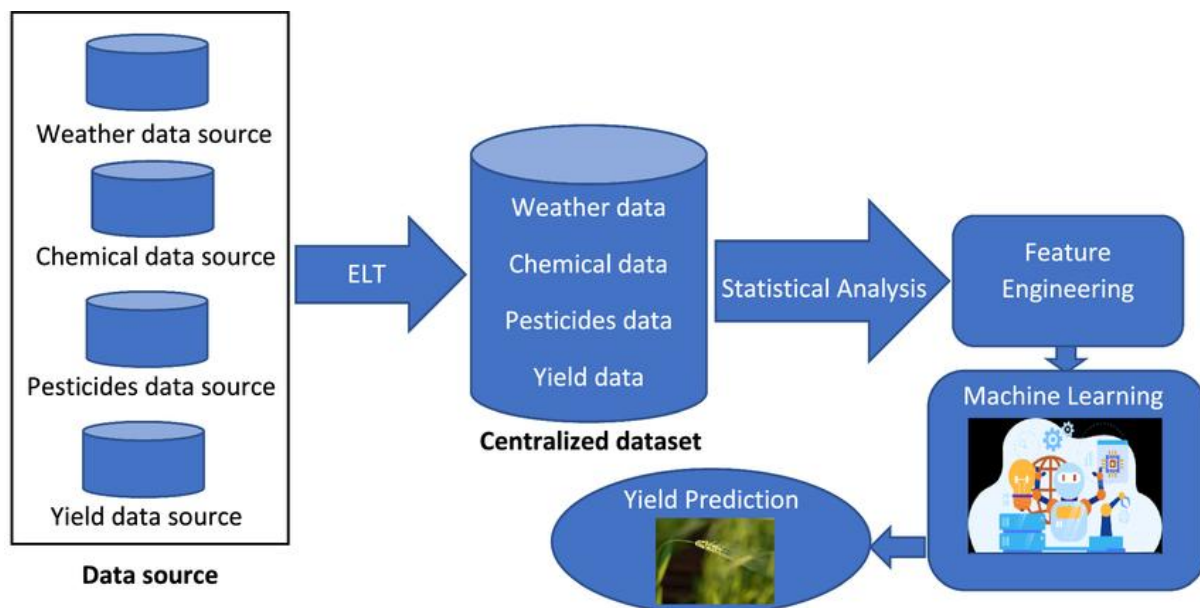 Weather data source
Chemical data source
Pesticides data source
Yield data source
Data source
ELT
Weather data
Chemical data
Pesticides data
Yield data
Centralized dataset
Statistical Analysis
Feature
Engineering
Machine Learning
Yield Prediction